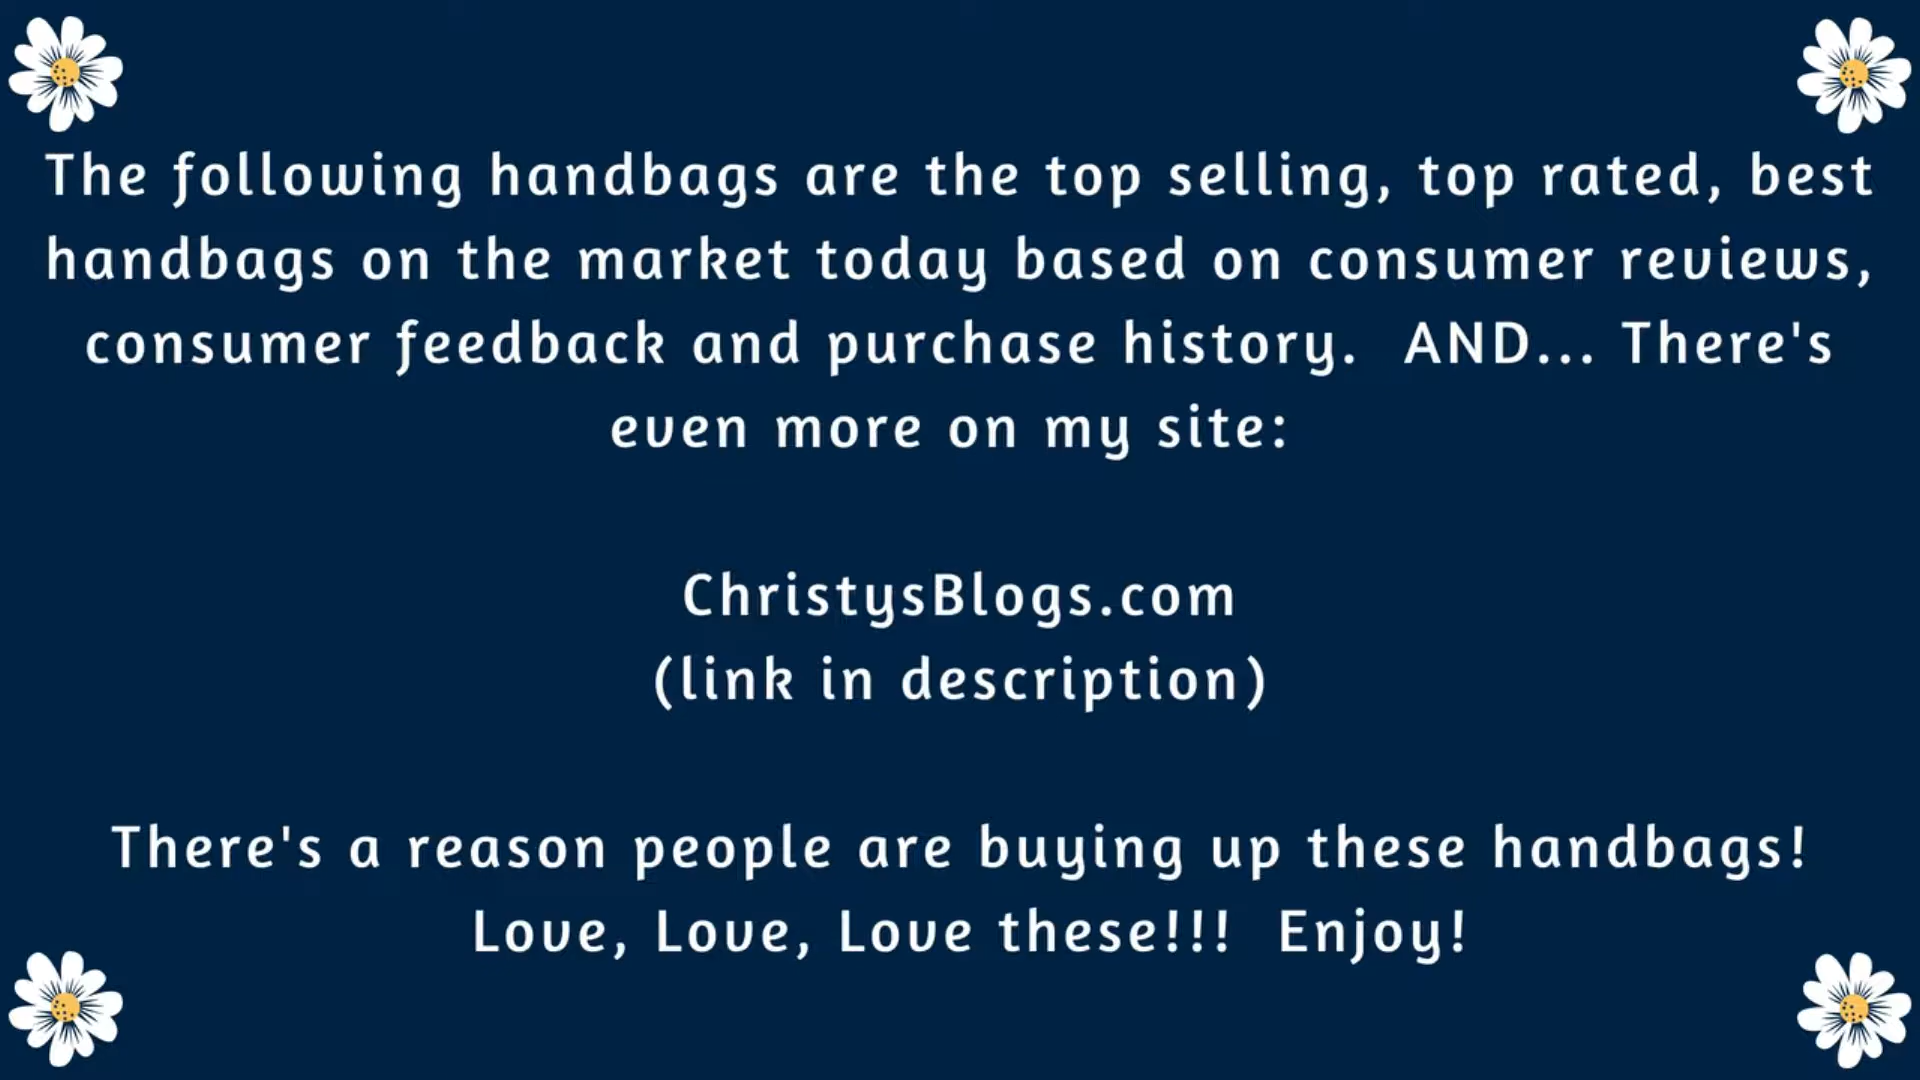 The following handbags are the top selling, top rated, best
handbags on the market today based on consumer reviews,
consumer feedback and purchase history.  AND... There's
even more on my site:
ChristysBlogs.com
(link in description)
There's a reason people are buying up these handbags!
Love, Love, Love these!!!  Enjoy!